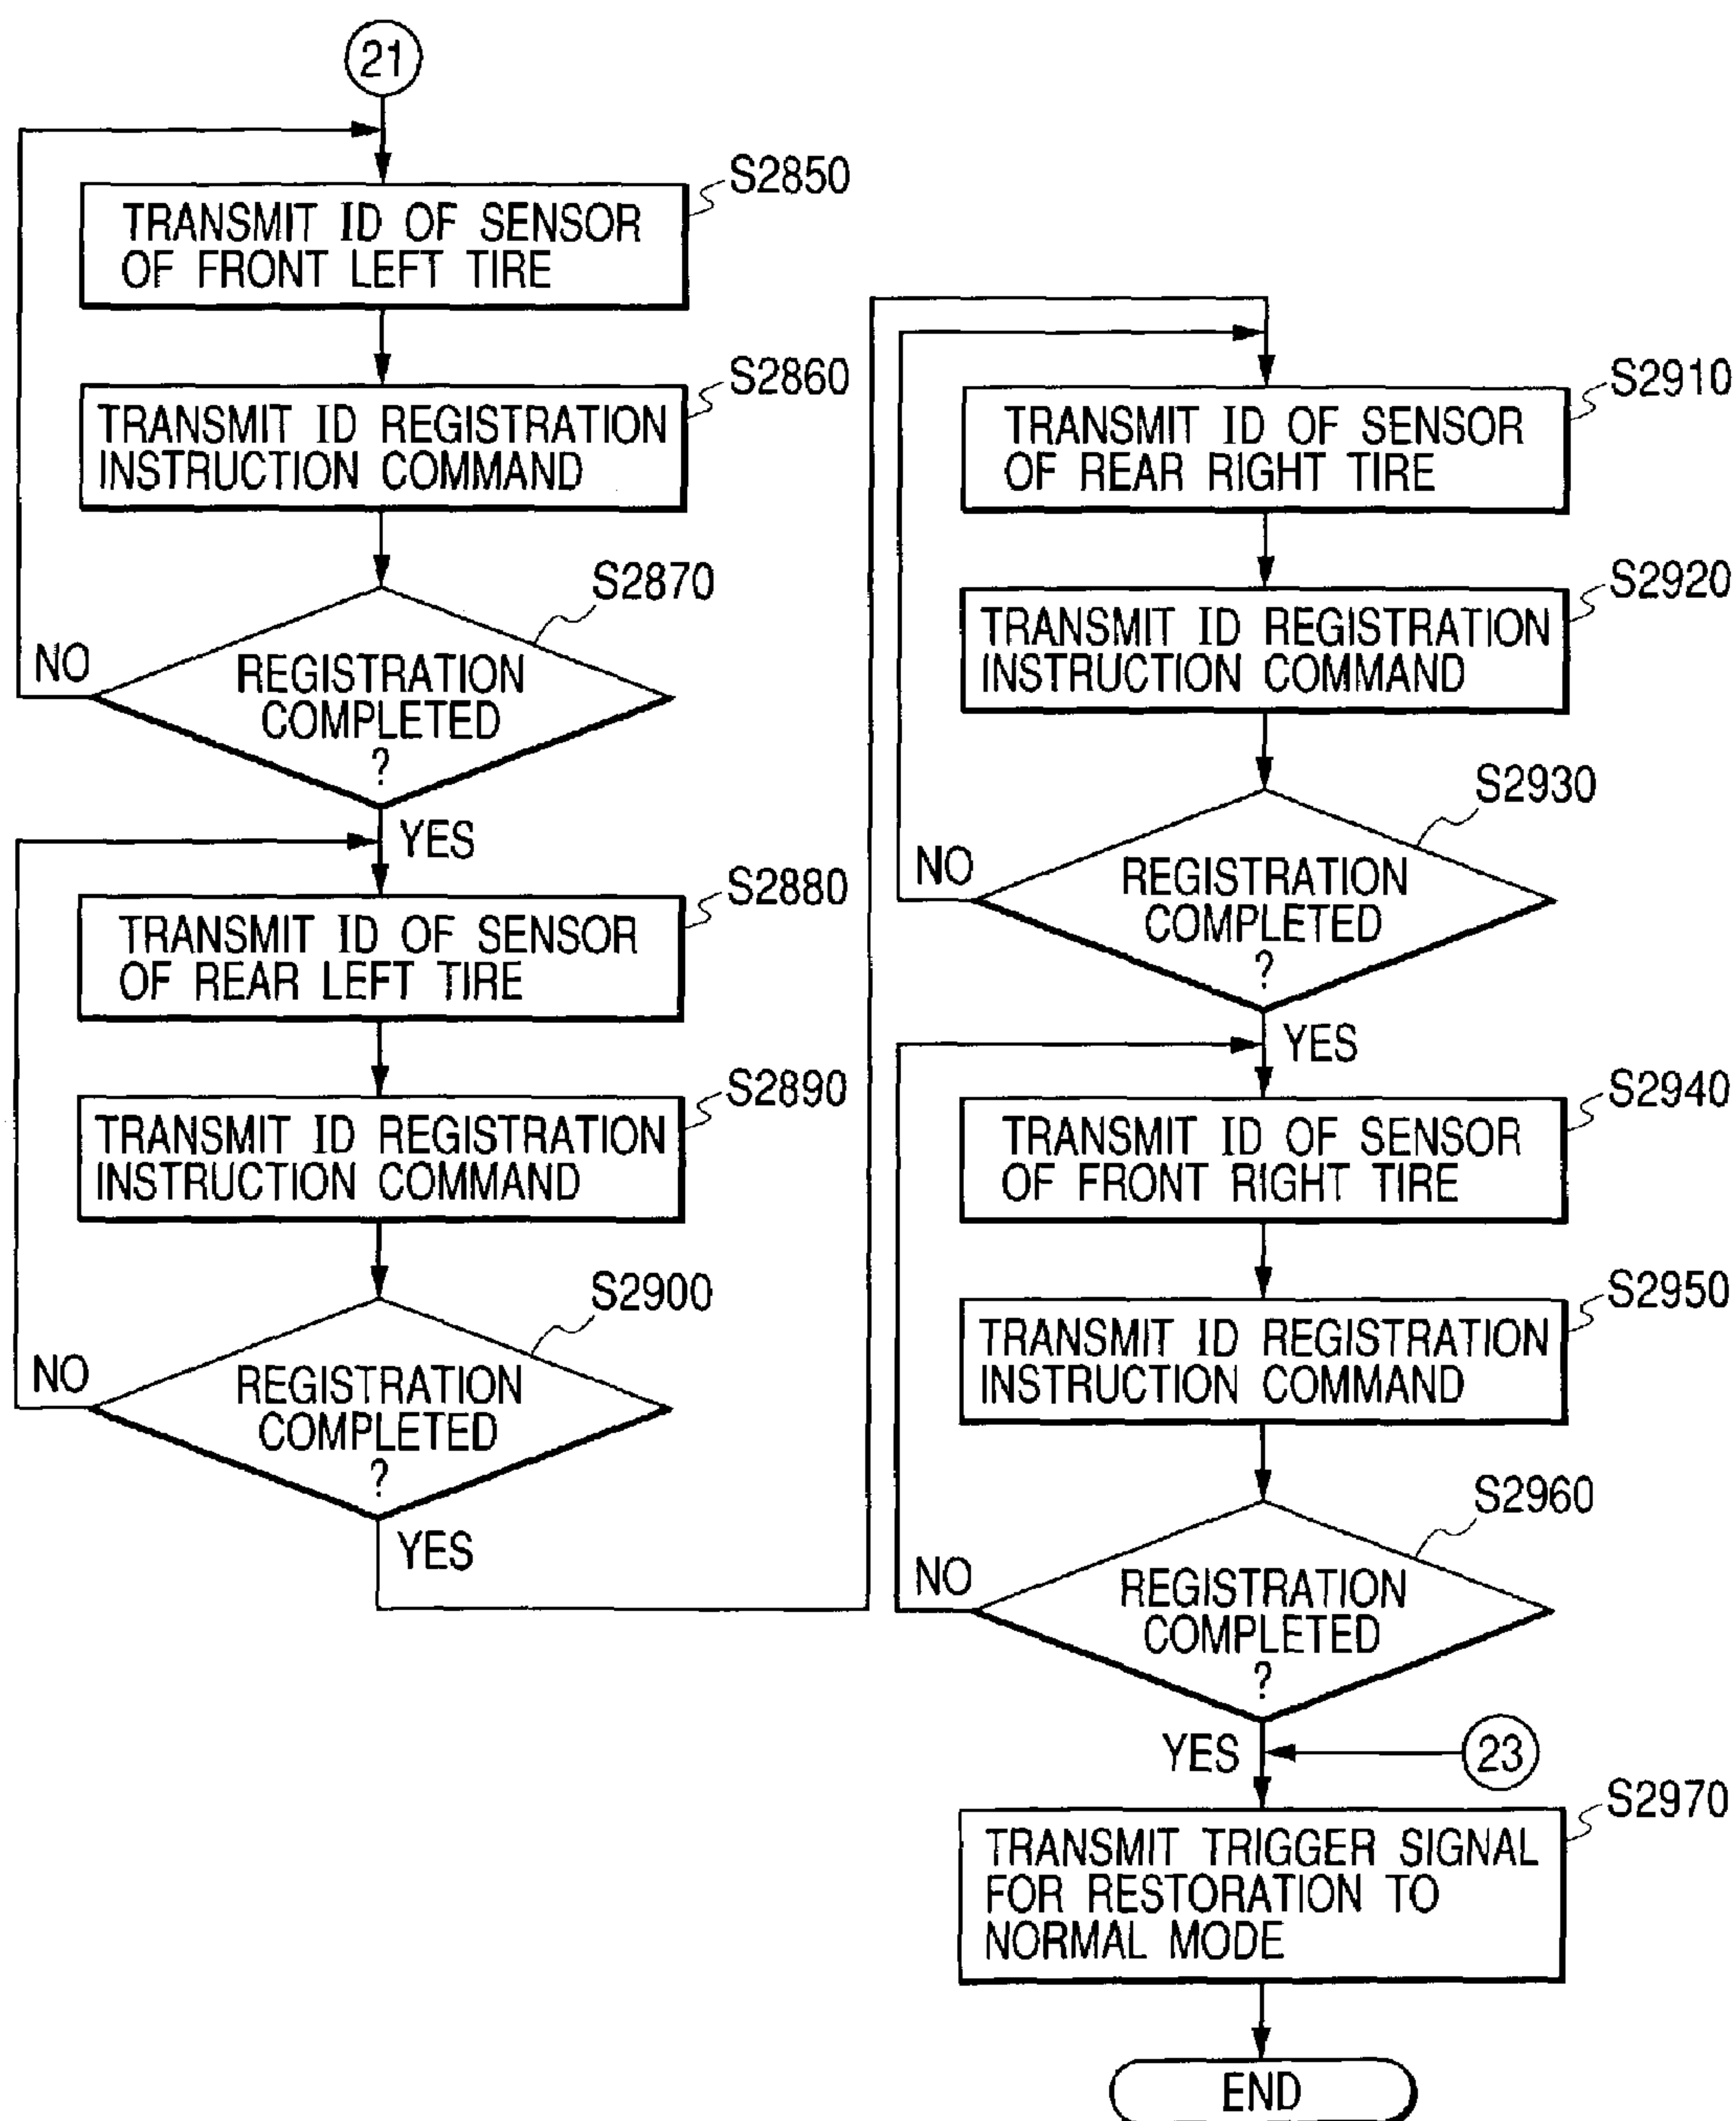 21
S2850
TRANSMIT ID OF SENSOR
OF FRONT LEFT TIRE
S2860
TRANSMIT ID REGISTRATION
INSTRUCTION COMMAND
S2870
NO
REGISTRATION
COMPLETED
?
YES
S2880
TRANSMIT ID OF SENSOR
OF REAR LEFT TIRE
S2890
TRANSMIT ID REGISTRATION
INSTRUCTION COMMAND
S2900
NO
REGISTRATION
COMPLETED
?
YES
S2910
TRANSMIT ID OF SENSOR
OF REAR RIGHT TIRE
S2920
TRANSMIT ID REGISTRATION
INSTRUCTION COMMAND
S2930
NO
REGISTRATION
COMPLETED
?
YES
S2940
TRANSMIT ID OF SENSOR
OF FRONT RIGHT TIRE
S2950
TRANSMIT ID REGISTRATION
INSTRUCTION COMMAND
S2960
NO
REGISTRATION
COMPLETED
?
YES
23
S2970
TRANSMIT TRIGGER SIGNAL
FOR RESTORATION TO
NORMAL MODE
END